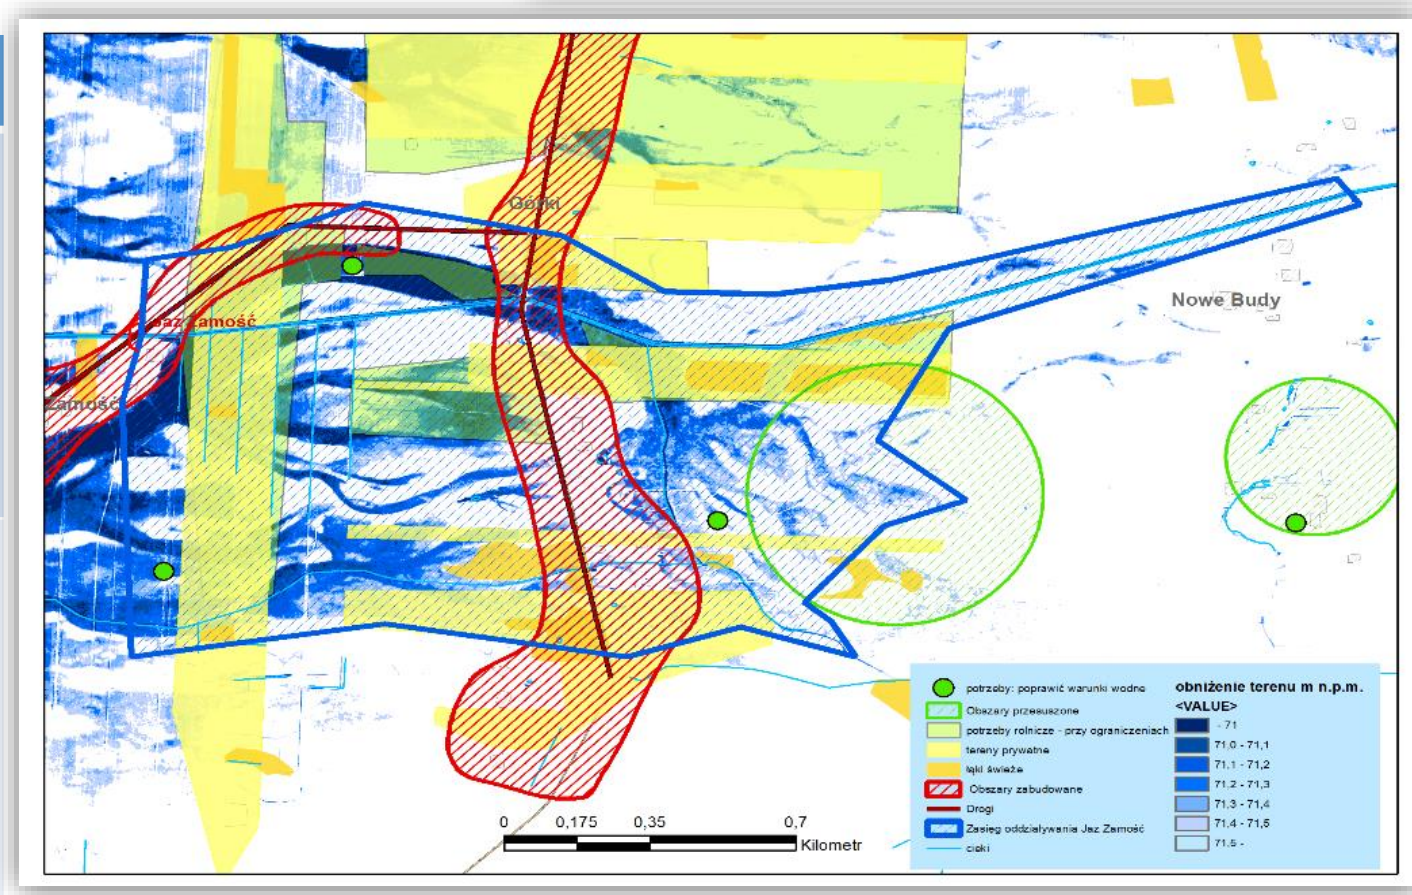 Górki
Nowe Budy
Jaz Zamość
Zamość
potrzeby: poprawić warunki wodne
Obszary przesuszone
potrzeby rolnicze - przy ograniczeniach
tereny prywatne
łąki świeże
Obszary zabudowane
Drogi
Zasięg oddziaływania Jaz Zamość
cieki
obniżenie terenu m n.p.m.
<VALUE>
- 71
71,0 - 71,1
71,1 - 71,2
71,2 - 71,3
71,3 - 71,4
71,4 - 71,5
71,5 -
0 0,175 0,35 0,7
Kilometr